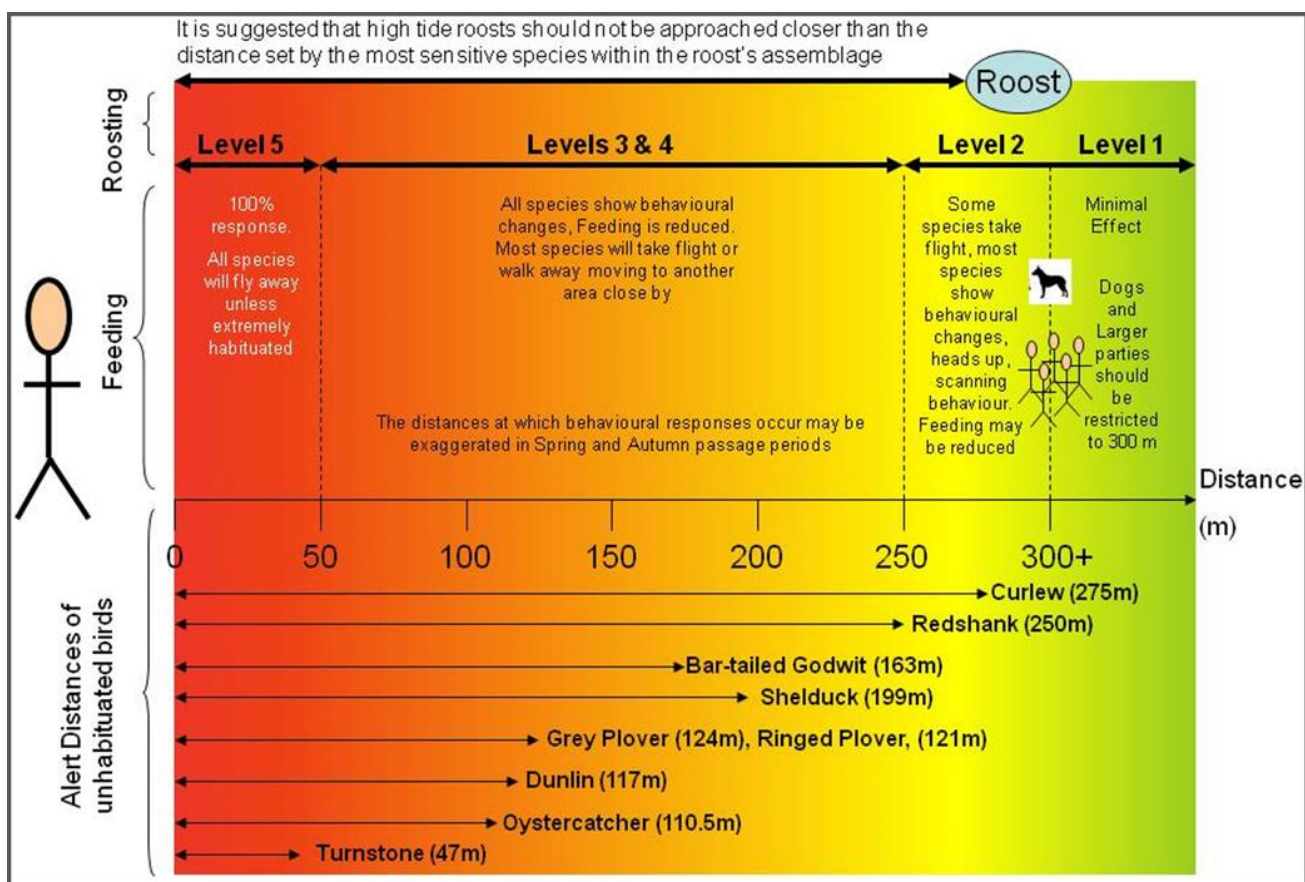 It is suggested that high tide roosts should not be approached closer than the
distance set by the most sensitive species within the roost's assemblage
Roost
Roosting
Level 5
Levels 3 & 4
Level 2
Level 1
Feeding
100%
response.
All species
will fly away
unless
extremely
habituated
All species show behavioural
changes, Feeding is reduced.
Most species will take flight or
walk away moving to another
area close by
The distances at which behavioural responses occur may be
exaggerated in Spring and Autumn passage periods
Some
species take
flight, most
species
show
behavioural
changes,
heads up,
scanning
behaviour.
Feeding may
be reduced
Minimal
Effect
Dogs
and
Larger
parties
should
be
restricted
to 300 m
Distance
(m)
0
50
100
150
200
250
300+
Alert Distances of
unhabituated birds
Curlew (275m)
Redshank (250m)
Bar-tailed Godwit (163m)
Shelduck (199m)
Grey Plover (124m), Ringed Plover, (121m)
Dunlin (117m)
Oystercatcher (110.5m)
Turnstone (47m)